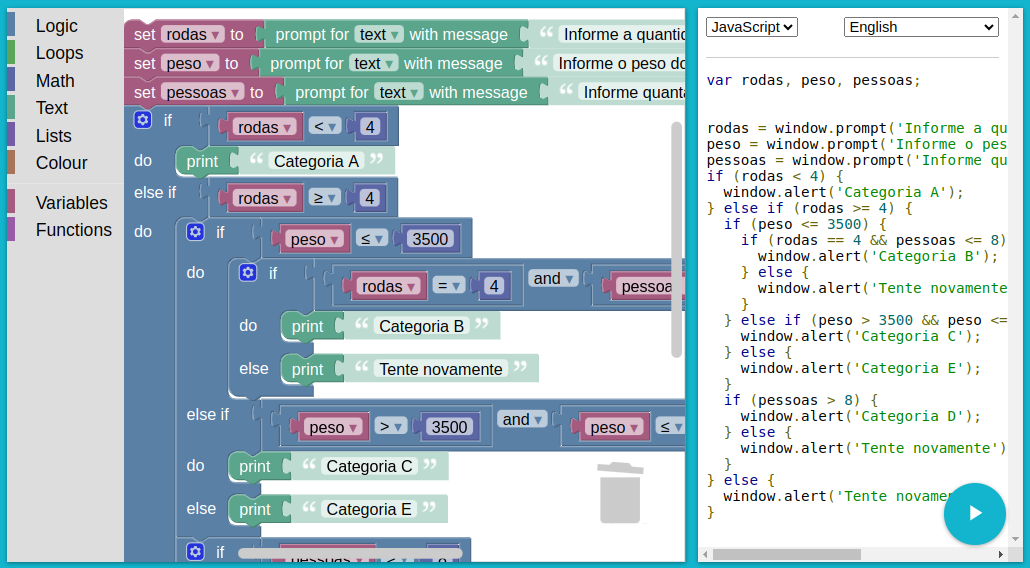 Logic
Loops
Math
Text
Lists
Colour
Variables
Functions
set rodas to prompt for text with message “ Informe a quantic
set peso to prompt for text with message “ Informe o peso do
set pessoas to prompt for text with message “ Informe quanta
if rodas < 4
do print “ Categoria A ”
else if rodas ≥ 4
do if peso ≤ 3500
do if rodas = 4 and pessoa
do print “ Categoria B ”
else print “ Tente novamente ”
else if peso > 3500 and peso ≤
do print “ Categoria C ”
else print “ Categoria E ”
if pessoas
JavaScript English
var rodas, peso, pessoas;
rodas = window.prompt('Informe a qu
peso = window.prompt('Informe o pes
pessoas = window.prompt('Informe qu
if (rodas < 4) {
window.alert('Categoria A');
} else if (rodas >= 4) {
if (peso <= 3500) {
if (rodas == 4 && pessoas <= 8)
window.alert('Categoria B');
} else {
window.alert('Tente novamente
}
} else if (peso > 3500 && peso <=
window.alert('Categoria C');
} else {
window.alert('Categoria E');
}
if (pessoas > 8) {
window.alert('Categoria D');
} else {
window.alert('Tente novamente')
}
} else {
window.alert('Tente novamen
}